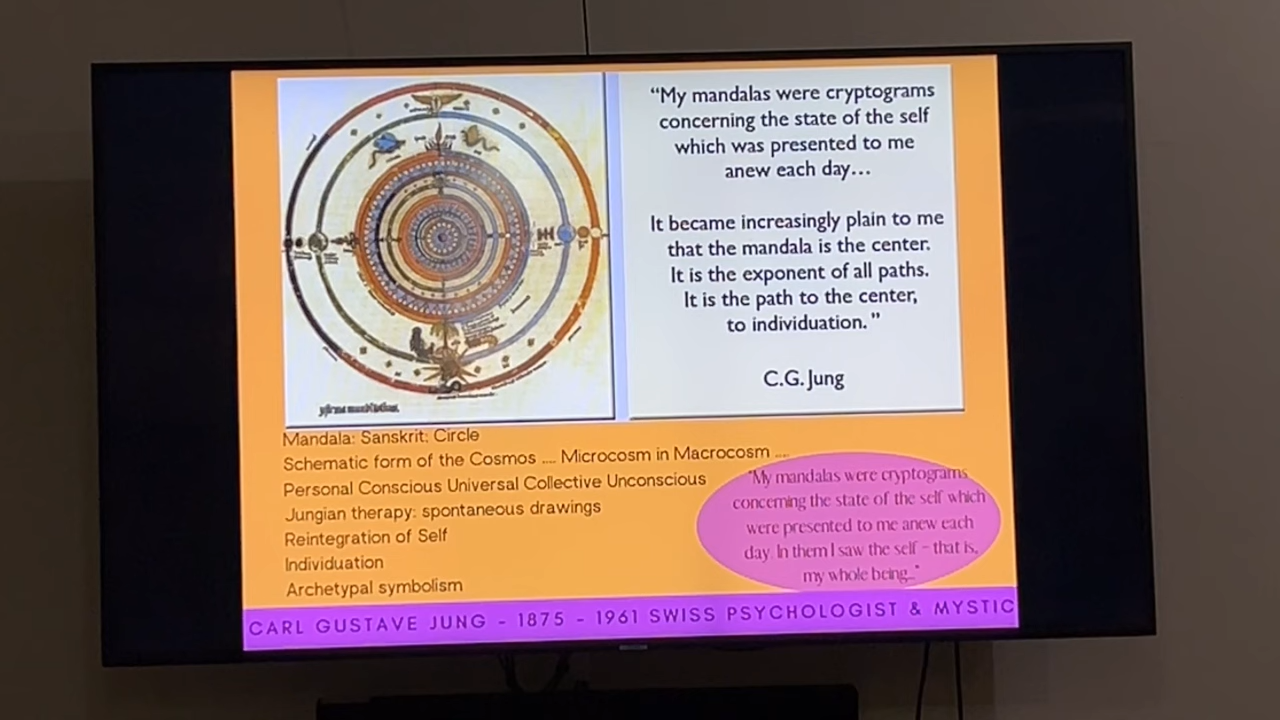 “My mandalas were cryptograms
concerning the state of the self
which was presented to me
anew each day...
It became increasingly plain to me
that the mandala is the center.
It is the exponent of all paths.
It is the path to the center,
to individuation.”
C.G. Jung
Mandala: Sanskrit: Circle
Schematic form of the Cosmos .... Microcosm in Macrocosm ....
Personal Conscious Universal Collective Unconscious
Jungian therapy: spontaneous drawings
Reintegration of Self
Individuation
Archetypal symbolism
"My mandalas were cryptograms
concerning the state of the self which
were presented to me anew each
day. In them I saw the self – that is,
my whole being..."
CARL GUSTAVE JUNG - 1875 - 1961 SWISS PSYCHOLOGIST & MYSTIC